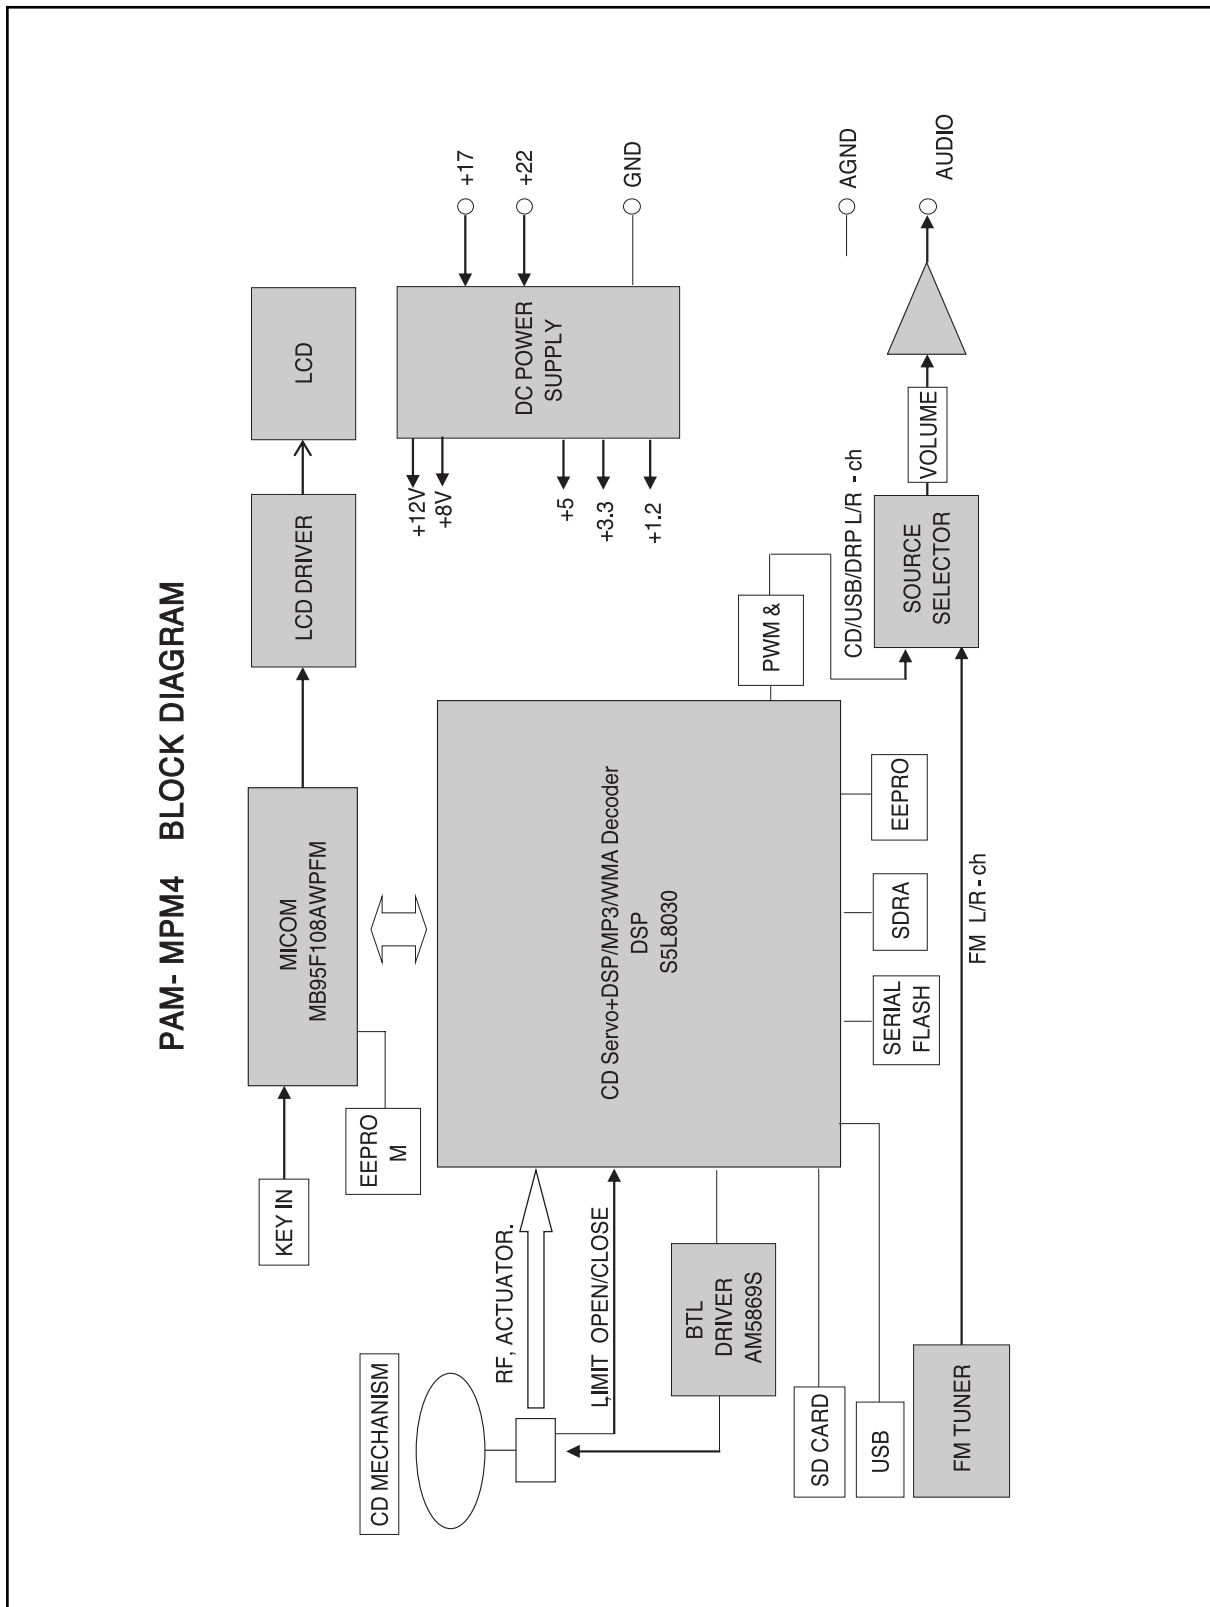 PAM- MPM4 BLOCK DIAGRAM
KEY IN
MICOM
MB95F108AWPFM
LCD DRIVER
LCD
EEPRO
M
CD MECHANISM
RF, ACTUATOR.
LIMIT OPEN/CLOSE
CD Servo+DSP/MP3/WMA Decoder
DSP
S5L8030
+12V
+8V
+5
+3.3
+1.2
DC POWER
SUPPLY
+17
+22
GND
BTL
DRIVER
AM5869S
PWM &
SD CARD
USB
SERIAL
FLASH
SDRA
EEPRO
CD/USB/DRP L/R - ch
AGND
FM TUNER
FM L/R - ch
SOURCE
SELECTOR
VOLUME
AUDIO